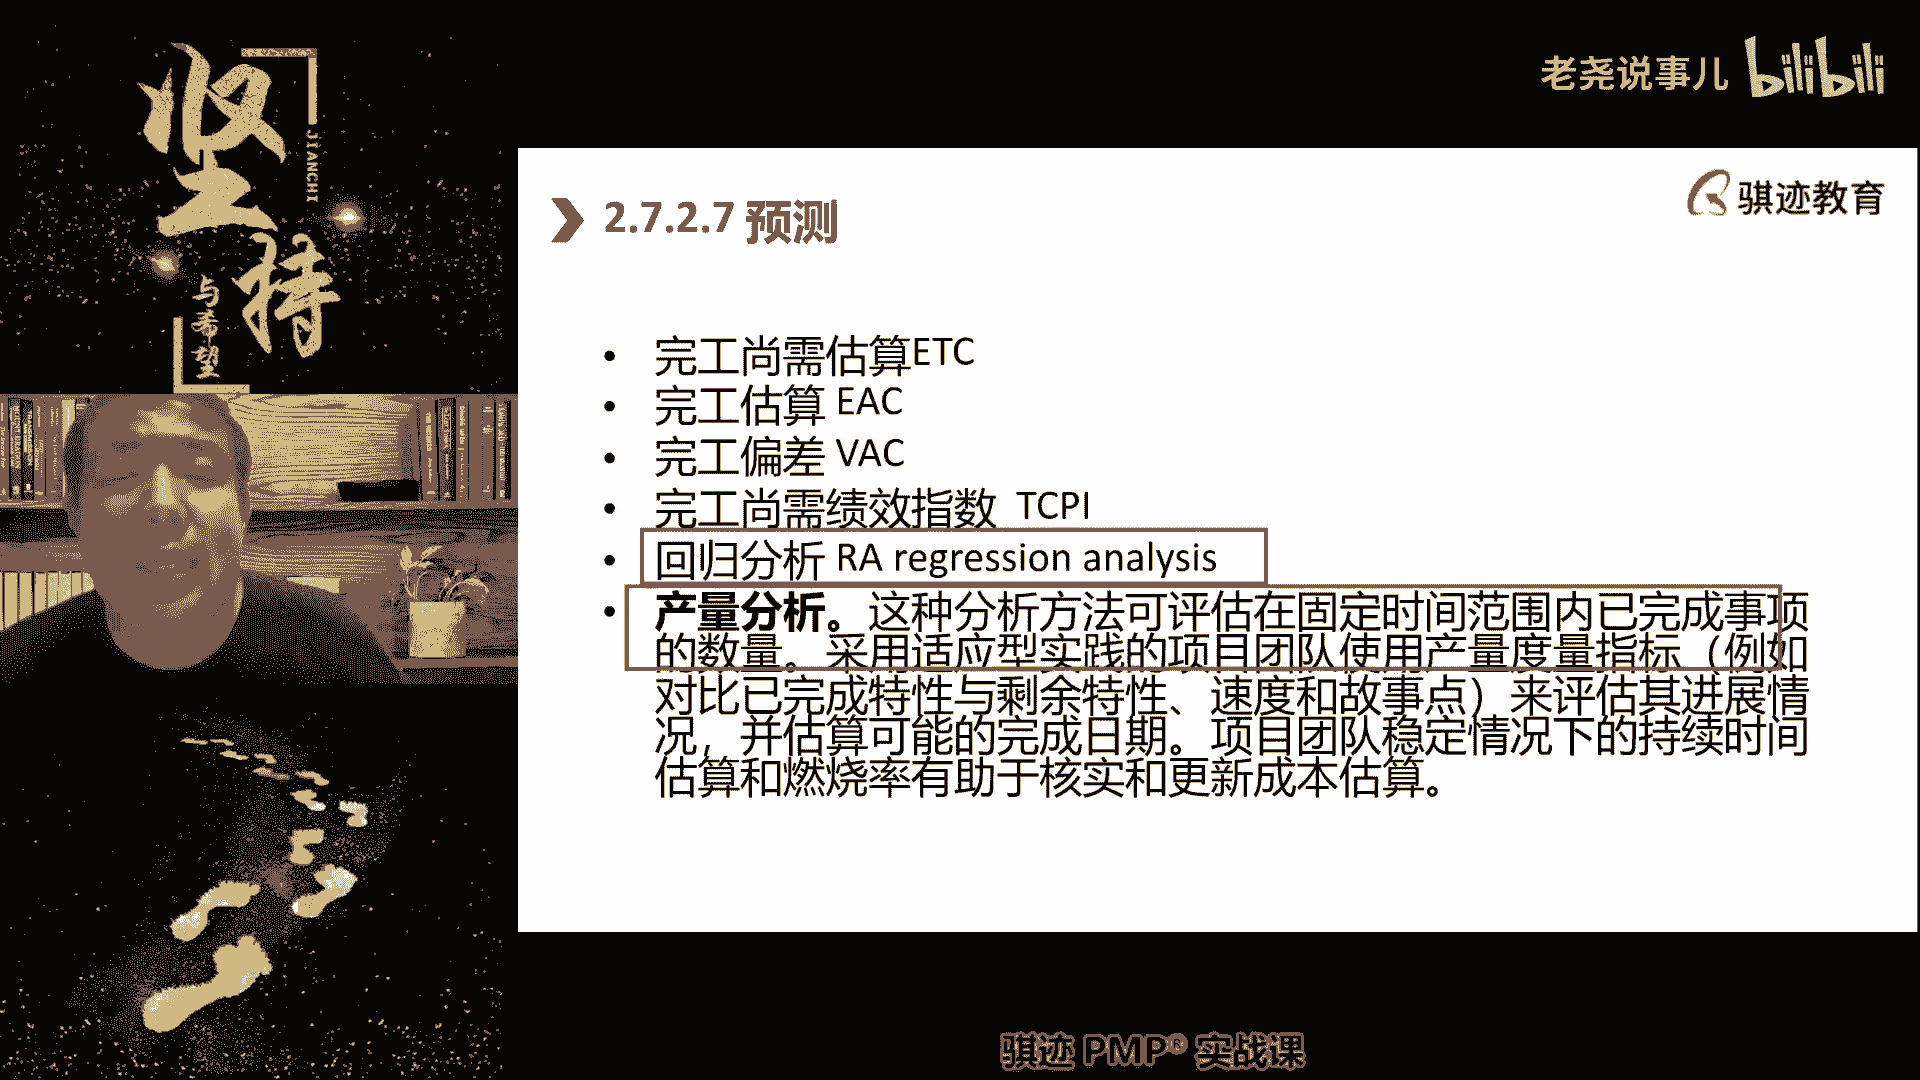 坚持
JIANCHI
与希望
老尧说事儿 bilibili
骐迹教育
2.7.2.7 预测
• 完工尚需估算ETC
• 完工估算 EAC
• 完工偏差 VAC
• 完工尚需绩效指数 TCPI
• 回归分析 RA regression analysis
• 产量分析。这种分析方法可评估在固定时间范围内已完成事项
的数量。采用适应型实践的项目团队使用产量度量指标（例如
对比已完成特性与剩余特性、速度和故事点）来评估其进展情
况，并估算可能的完成日期。项目团队稳定情况下的持续时间
估算和燃烧率有助于核实和更新成本估算。
骐迹 PMP® 实战课